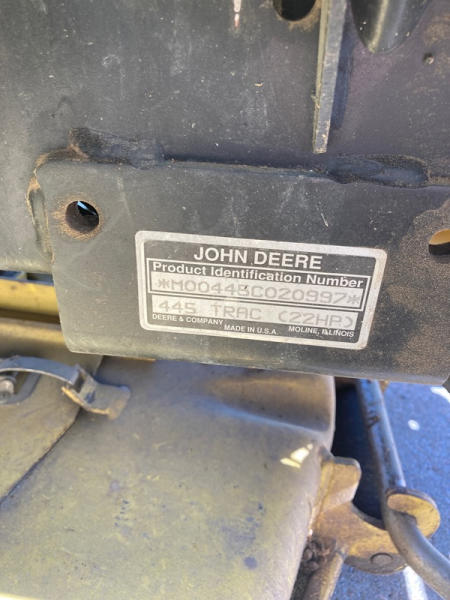 JOHN DEERE
Product Identification Number
*M00445C020997*
445 TRAC (22HP)
DEERE & COMPANY MADE IN U.S.A. MOLINE, ILLINOIS